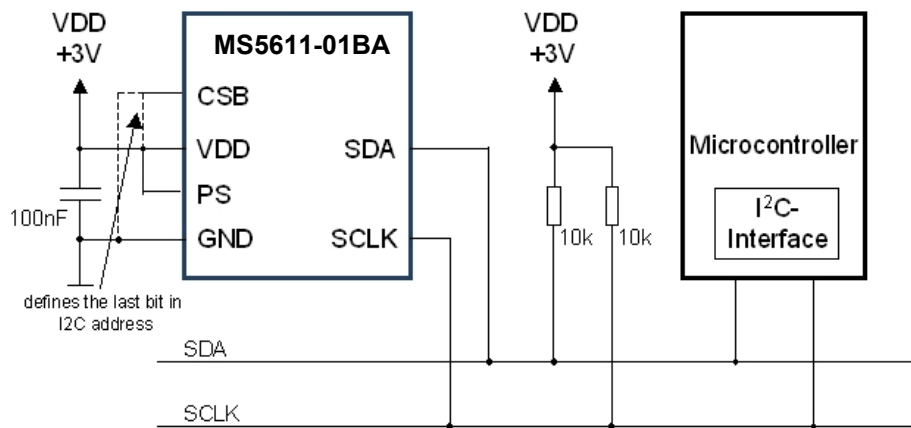 VDD
+3V
MS5611-01BA
CSB
VDD
PS
GND
SDA
SCLK
100nF
defines the last bit in
I2C address
VDD
+3V
10k
10k
Microcontroller
I²C-
Interface
SDA
SCLK